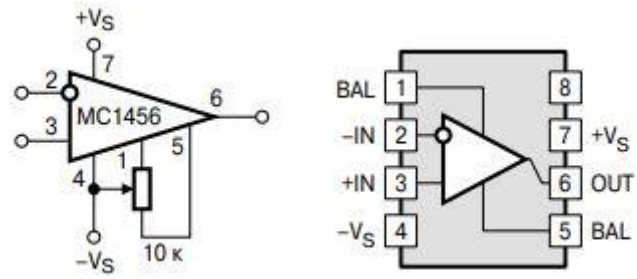 +VS
7
2
6
MC1456
3
1
5
4
10 к
−VS
BAL 1
8
−IN 2
7 +VS
+IN 3
6 OUT
−VS 4
5 BAL